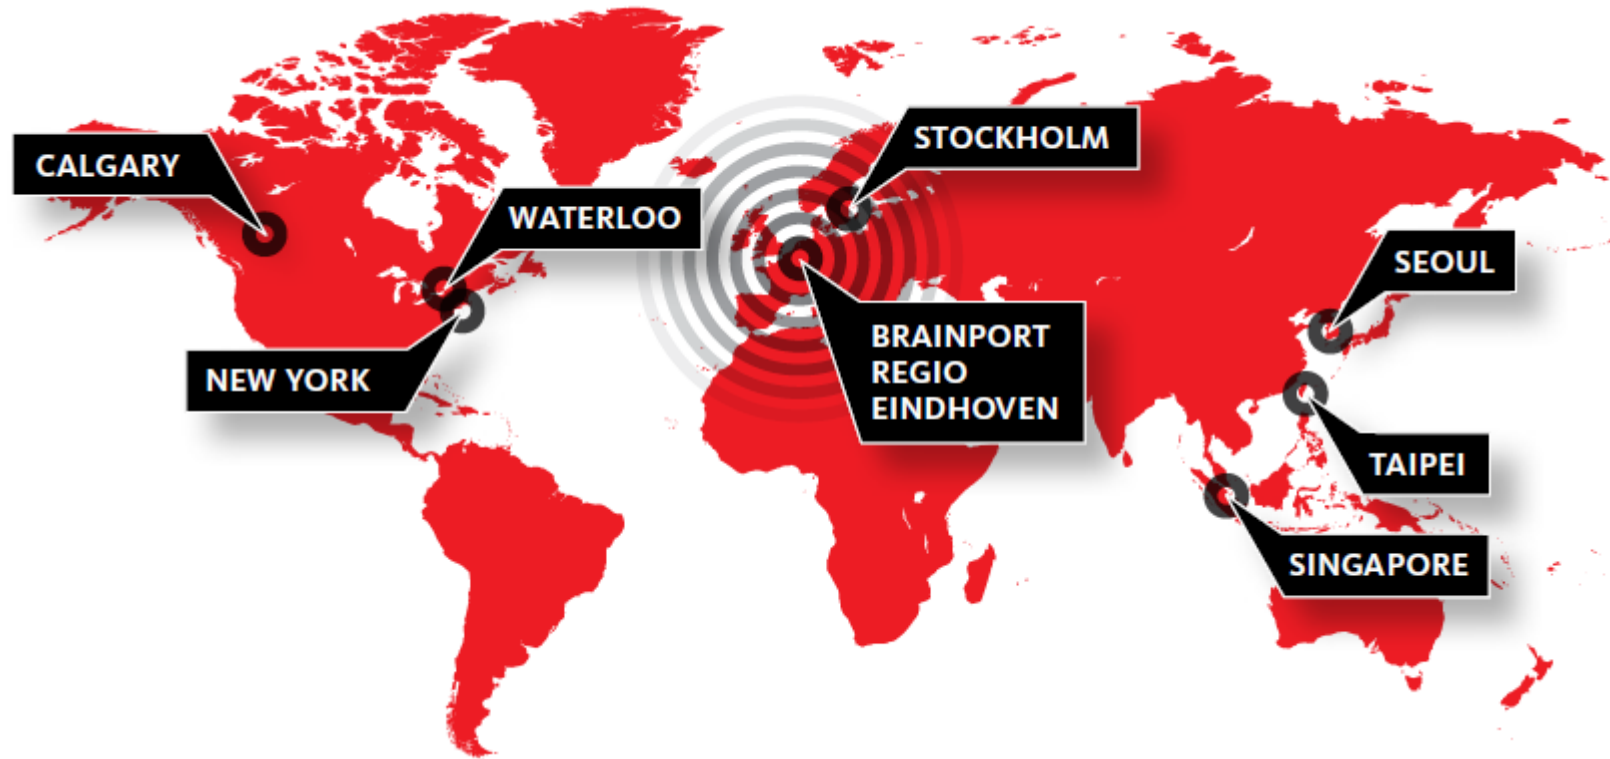 STOCKHOLM
CALGARY
WATERLOO
SEOUL
BRAINPORT
REGIO
EINDHOVEN
NEW YORK
TAIPEI
SINGAPORE